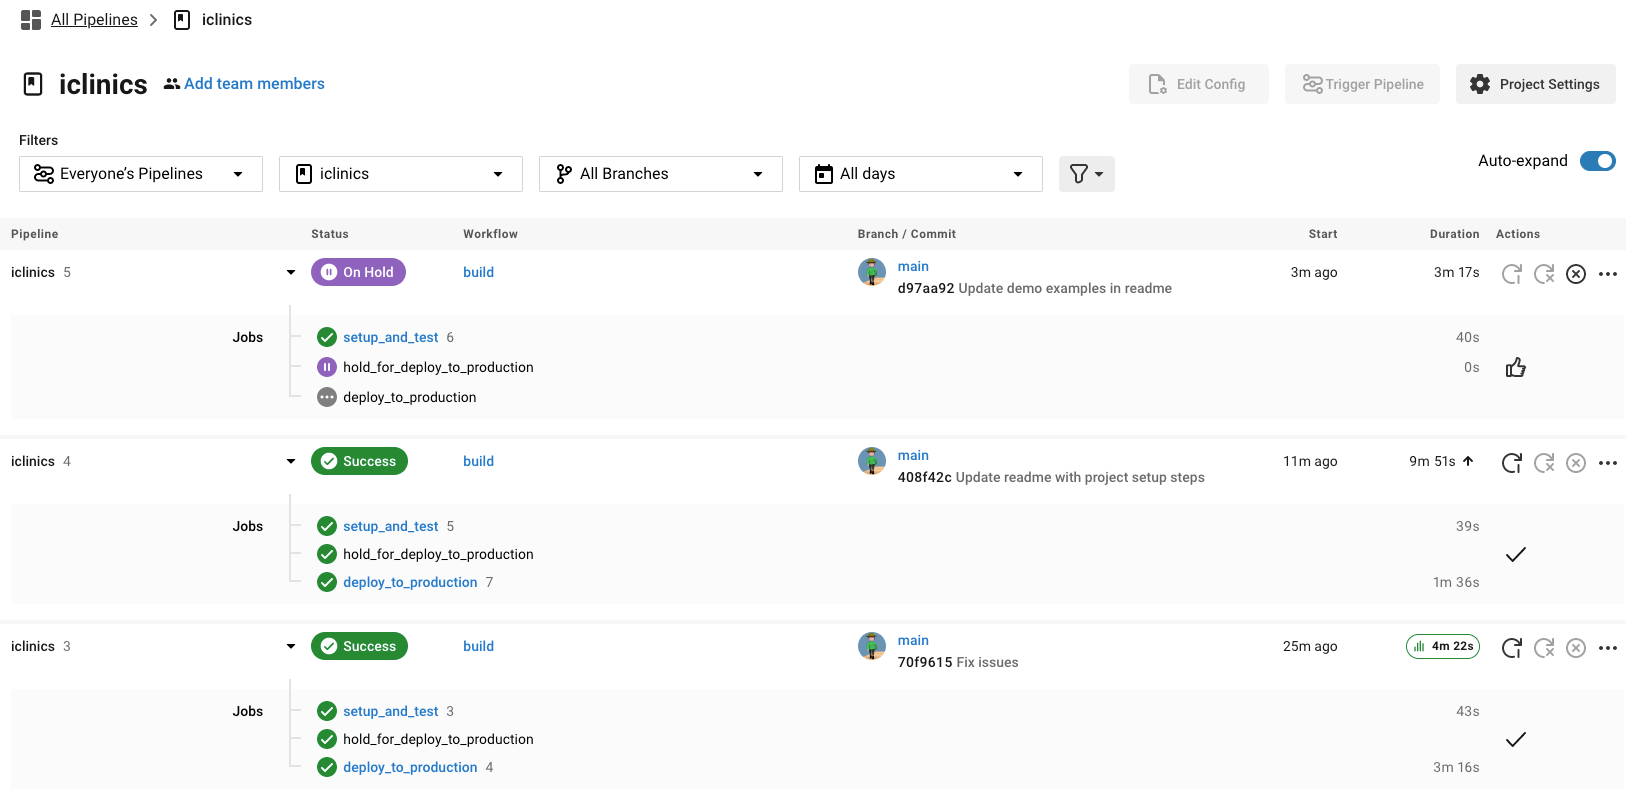 All Pipelines > iclinics
iclinics Add team members Edit Config Trigger Pipeline Project Settings
Filters
Everyone’s Pipelines iclinics All Branches All days Auto-expand
Pipeline Status Workflow Branch / Commit Start Duration Actions
iclinics 5 On Hold build main 3m ago 3m 17s
d97aa92 Update demo examples in readme
Jobs setup_and_test 6 40s
hold_for_deploy_to_production 0s
deploy_to_production
iclinics 4 Success build main 11m ago 9m 51s
408f42c Update readme with project setup steps
Jobs setup_and_test 5 39s
hold_for_deploy_to_production
deploy_to_production 7 1m 36s
iclinics 3 Success build main 25m ago 4m 22s
70f9615 Fix issues
Jobs setup_and_test 3 43s
hold_for_deploy_to_production
deploy_to_production 4 3m 16s